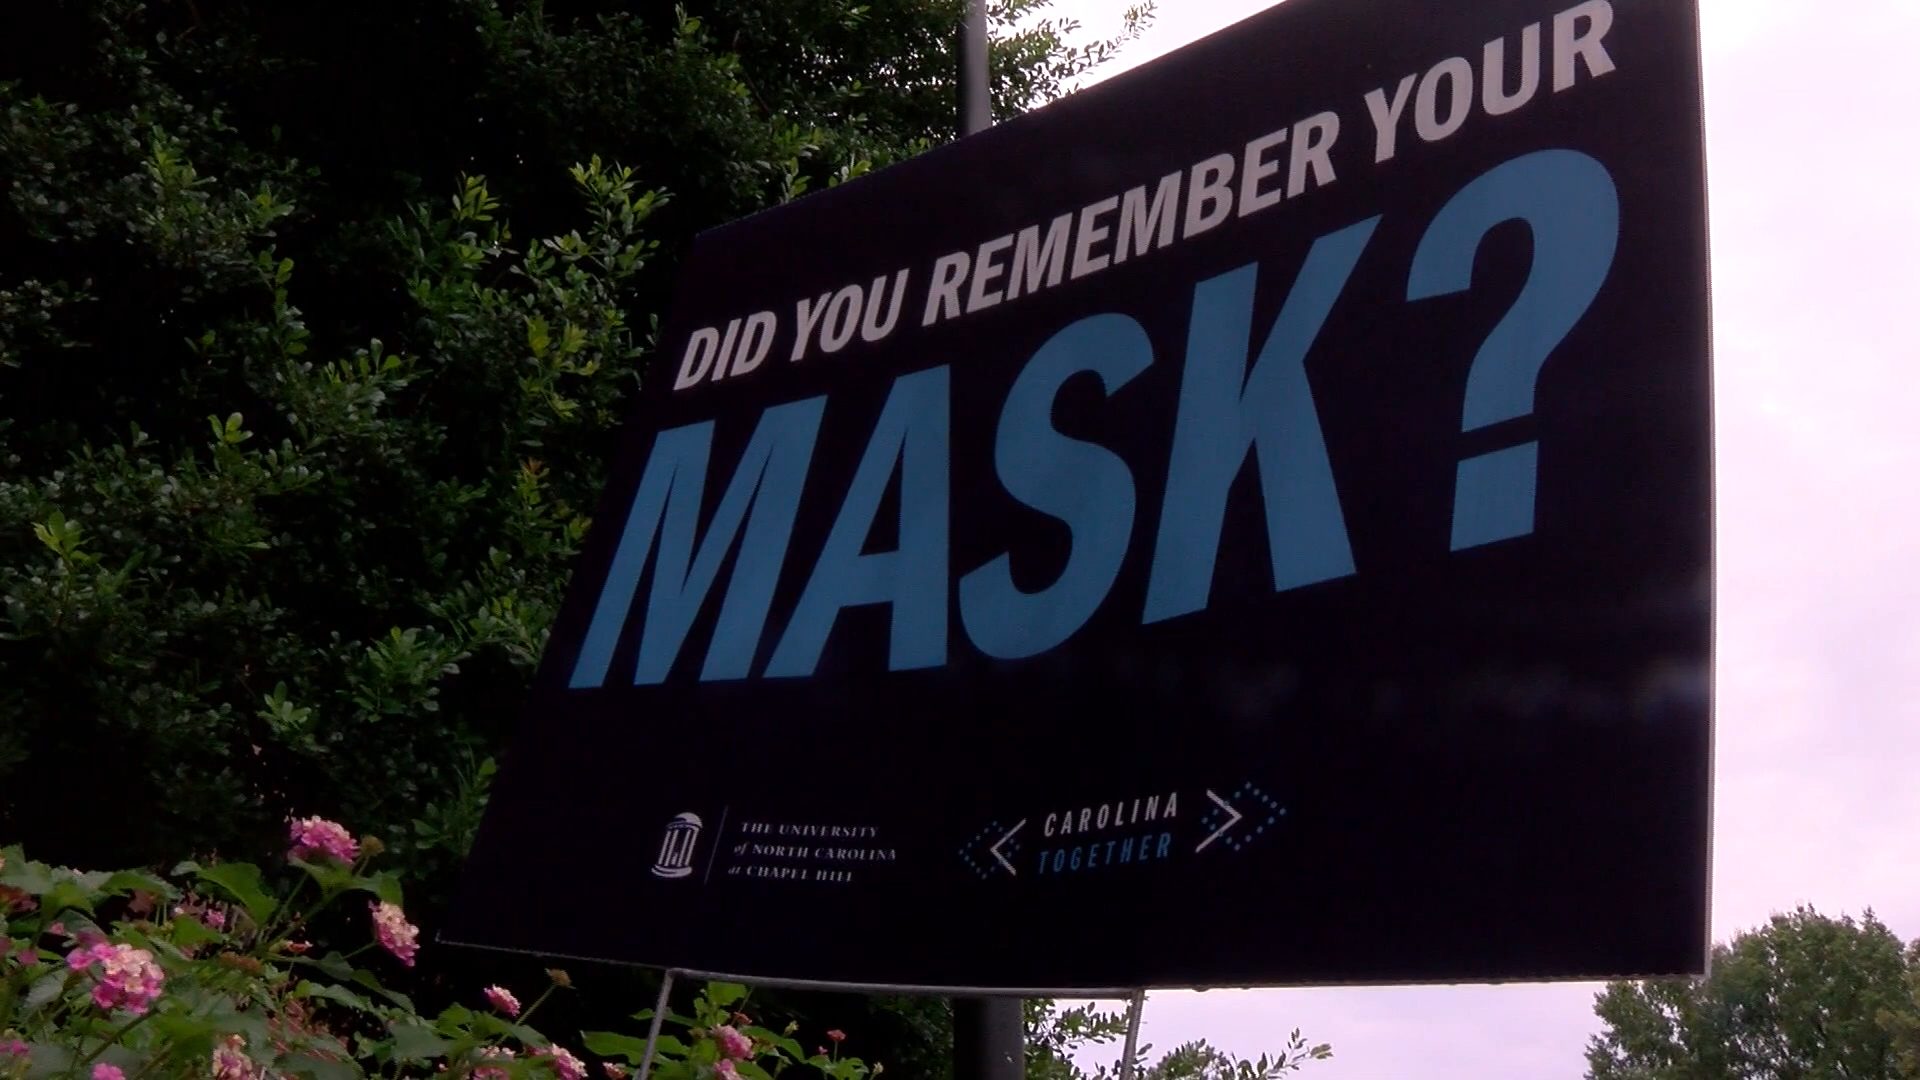 DID YOU REMEMBER YOUR
MASK?
THE UNIVERSITY
of NORTH CAROLINA
at CHAPEL HILL
CAROLINA
TOGETHER